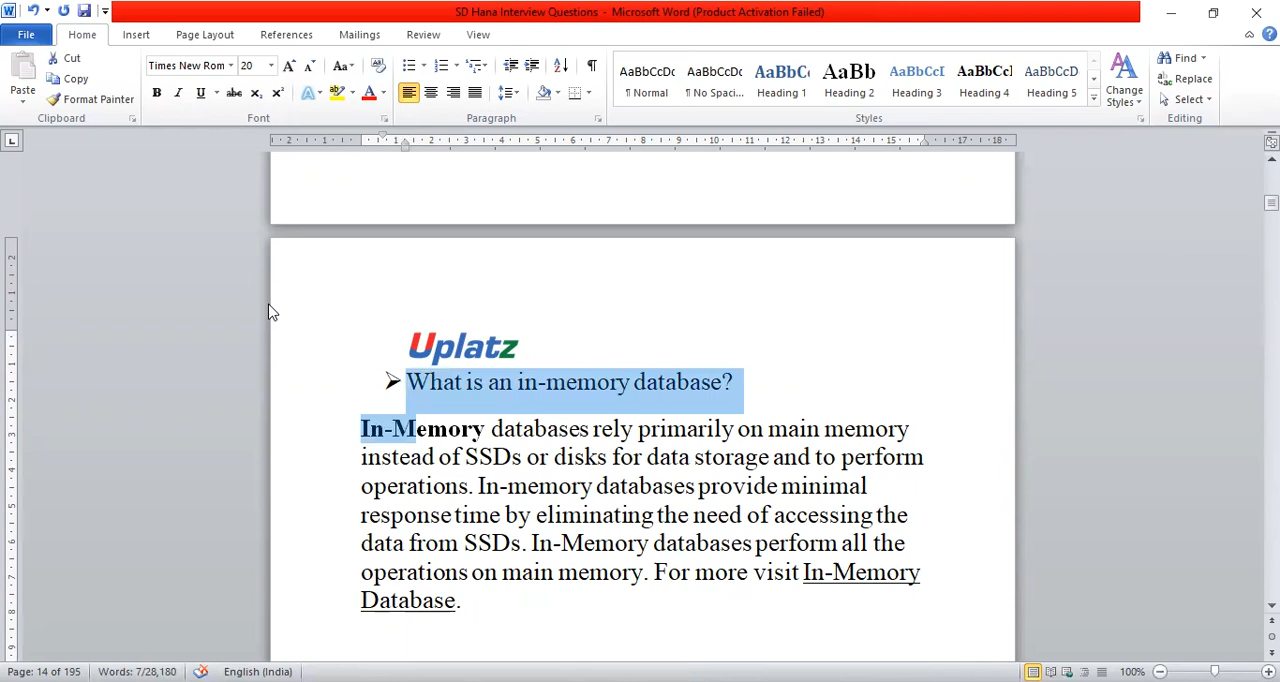 SD Hana Interview Questions - Microsoft Word (Product Activation Failed)
File Home Insert Page Layout References Mailings Review View
Cut
Copy
Format Painter
Paste
Clipboard
Times New Rom 20
Font
Paragraph
AaBbCcDc AaBbCcDc AaBbC AaBb AaBbCcI AaBbCcI AaBbCcD
¶ Normal ¶ No Spaci... Heading 1 Heading 2 Heading 3 Heading 4 Heading 5
Styles
Change
Styles
Find
Replace
Select
Editing
Uplatz
What is an in-memory database?
In-Memory databases rely primarily on main memory
instead of SSDs or disks for data storage and to perform
operations. In-memory databases provide minimal
response time by eliminating the need of accessing the
data from SSDs. In-Memory databases perform all the
operations on main memory. For more visit In-Memory
Database.
Page: 14 of 195 Words: 7/28,180 English (India) 100%